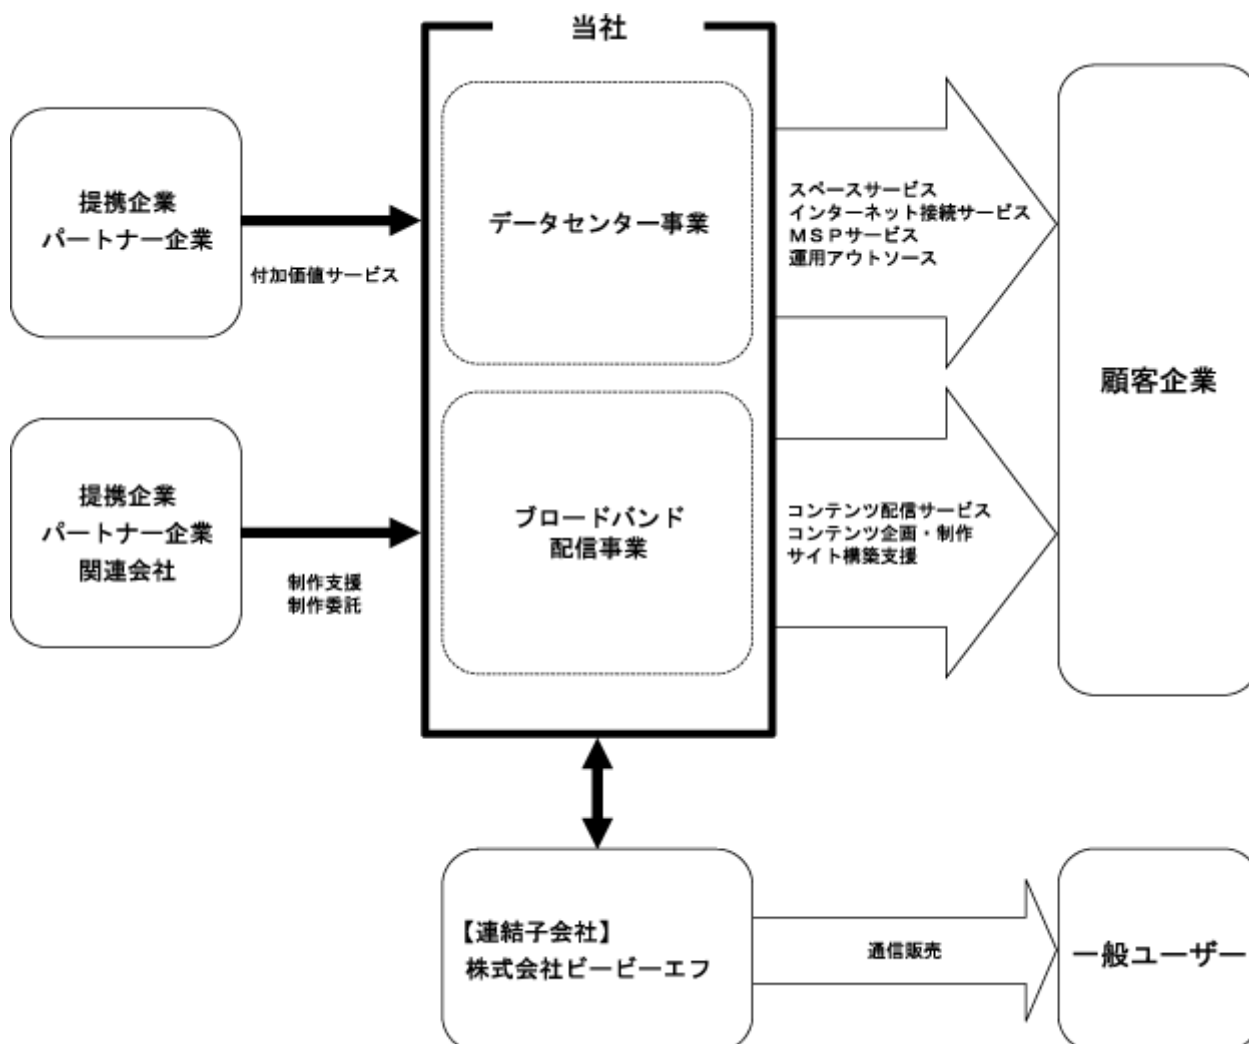 当社
提携企業
パートナー企業
付加価値サービス
データセンター事業
スペースサービス
インターネット接続サービス
MSPサービス
運用アウトソース
顧客企業
提携企業
パートナー企業
関連会社
制作支援
制作委託
ブロードバンド
配信事業
コンテンツ配信サービス
コンテンツ企画・制作
サイト構築支援
【連結子会社】
株式会社ビービーエフ
通信販売
一般ユーザー